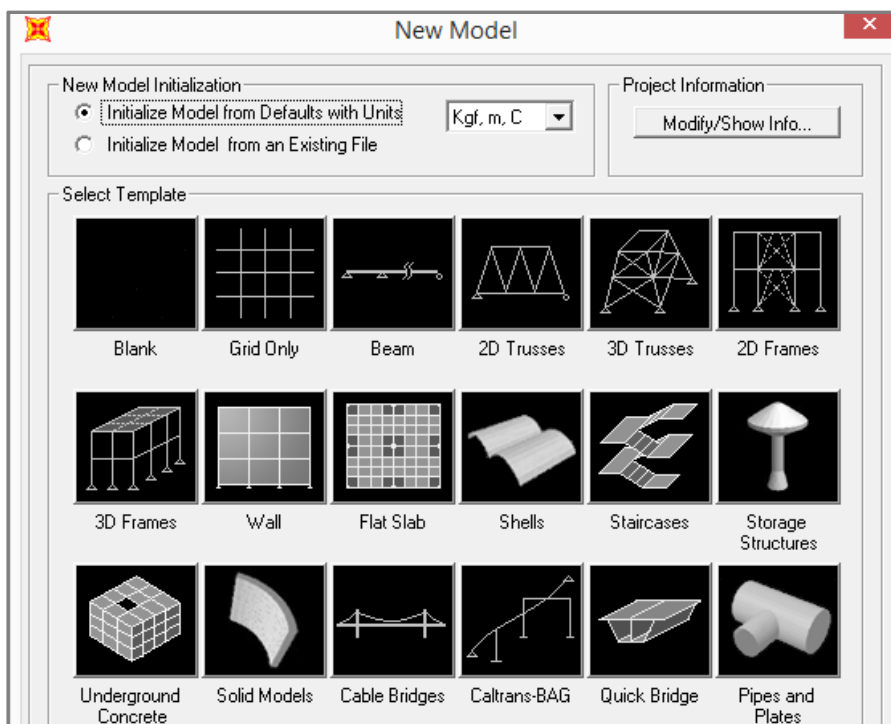 New Model
New Model Initialization
Initialize Model from Defaults with Units
Kgf, m, C
Initialize Model from an Existing File
Project Information
Modify/Show Info...
Select Template
Blank
Grid Only
Beam
2D Trusses
3D Trusses
2D Frames
3D Frames
Wall
Flat Slab
Shells
Staircases
Storage
Structures
Underground
Concrete
Solid Models
Cable Bridges
Caltrans-BAG
Quick Bridge
Pipes and
Plates